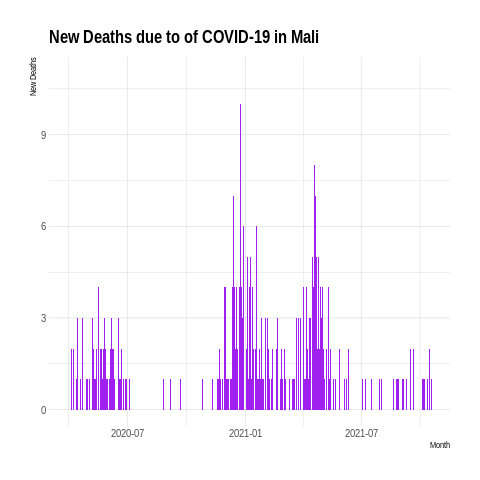 New Deaths due to of COVID-19 in Mali
New Deaths
9
6
3
0
2020-07 2021-01 2021-07
Month